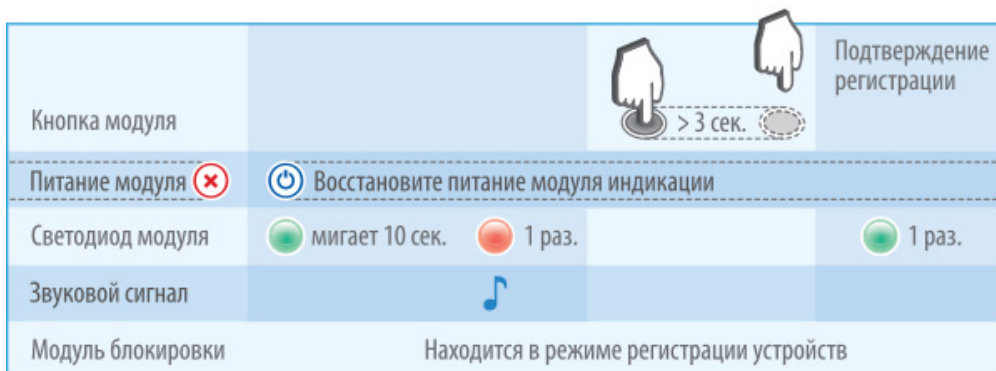 Подтверждение
регистрации
Кнопка модуля
> 3 сек.
Питание модуля
Восстановите питание модуля индикации
Светодиод модуля
мигает 10 сек.
1 раз.
1 раз.
Звуковой сигнал
Модуль блокировки
Находится в режиме регистрации устройств